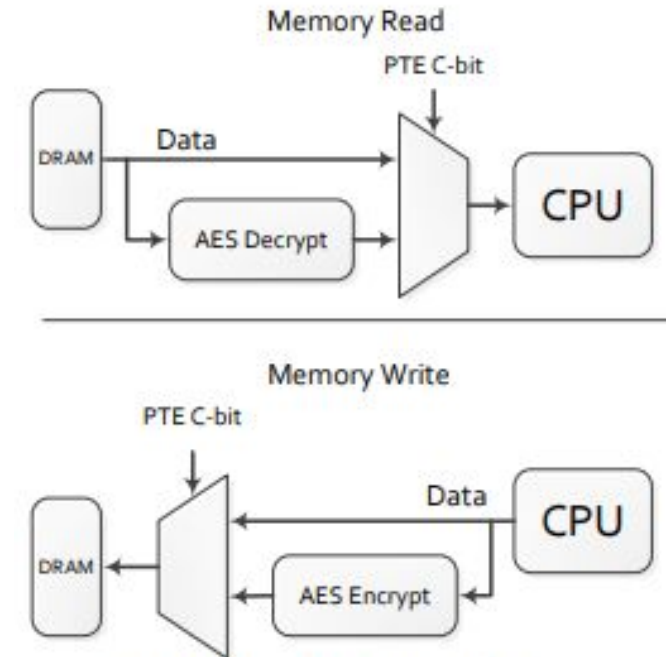 Memory Read
PTE C-bit
DRAM
Data
AES Decrypt
CPU
Memory Write
PTE C-bit
Data
CPU
DRAM
AES Encrypt